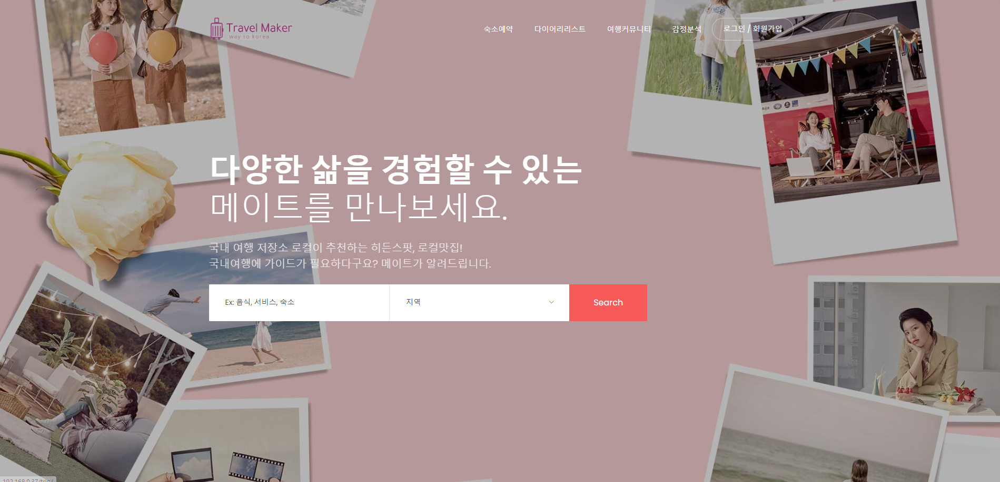 Travel Maker
way to korea
숙소예약
다이어리리스트
여행커뮤니티
감정분석
로그인 / 회원가입
다양한 삶을 경험할 수 있는
메이트를 만나보세요.
국내 여행 저장소 로컬이 추천하는 히든스팟, 로컬맛집!
국내여행에 가이드가 필요하다구요? 메이트가 알려드립니다.
Ex: 음식, 서비스, 숙소
지역
Search
192.168.0.37/trip/